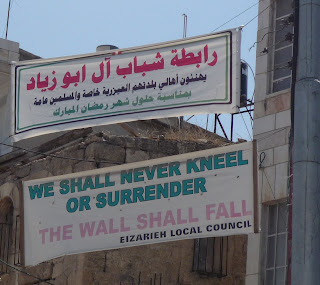 رابطة شباب آل ابو زياد
يهنئون أهالي بلدتهم العيزرية خاصة والمسلمين عامة
بمناسبة حلول شهر رمضان المبارك
WE SHALL NEVER KNEEL
OR SURRENDER
THE WALL SHALL FALL
EIZARIEH LOCAL COUNCIL